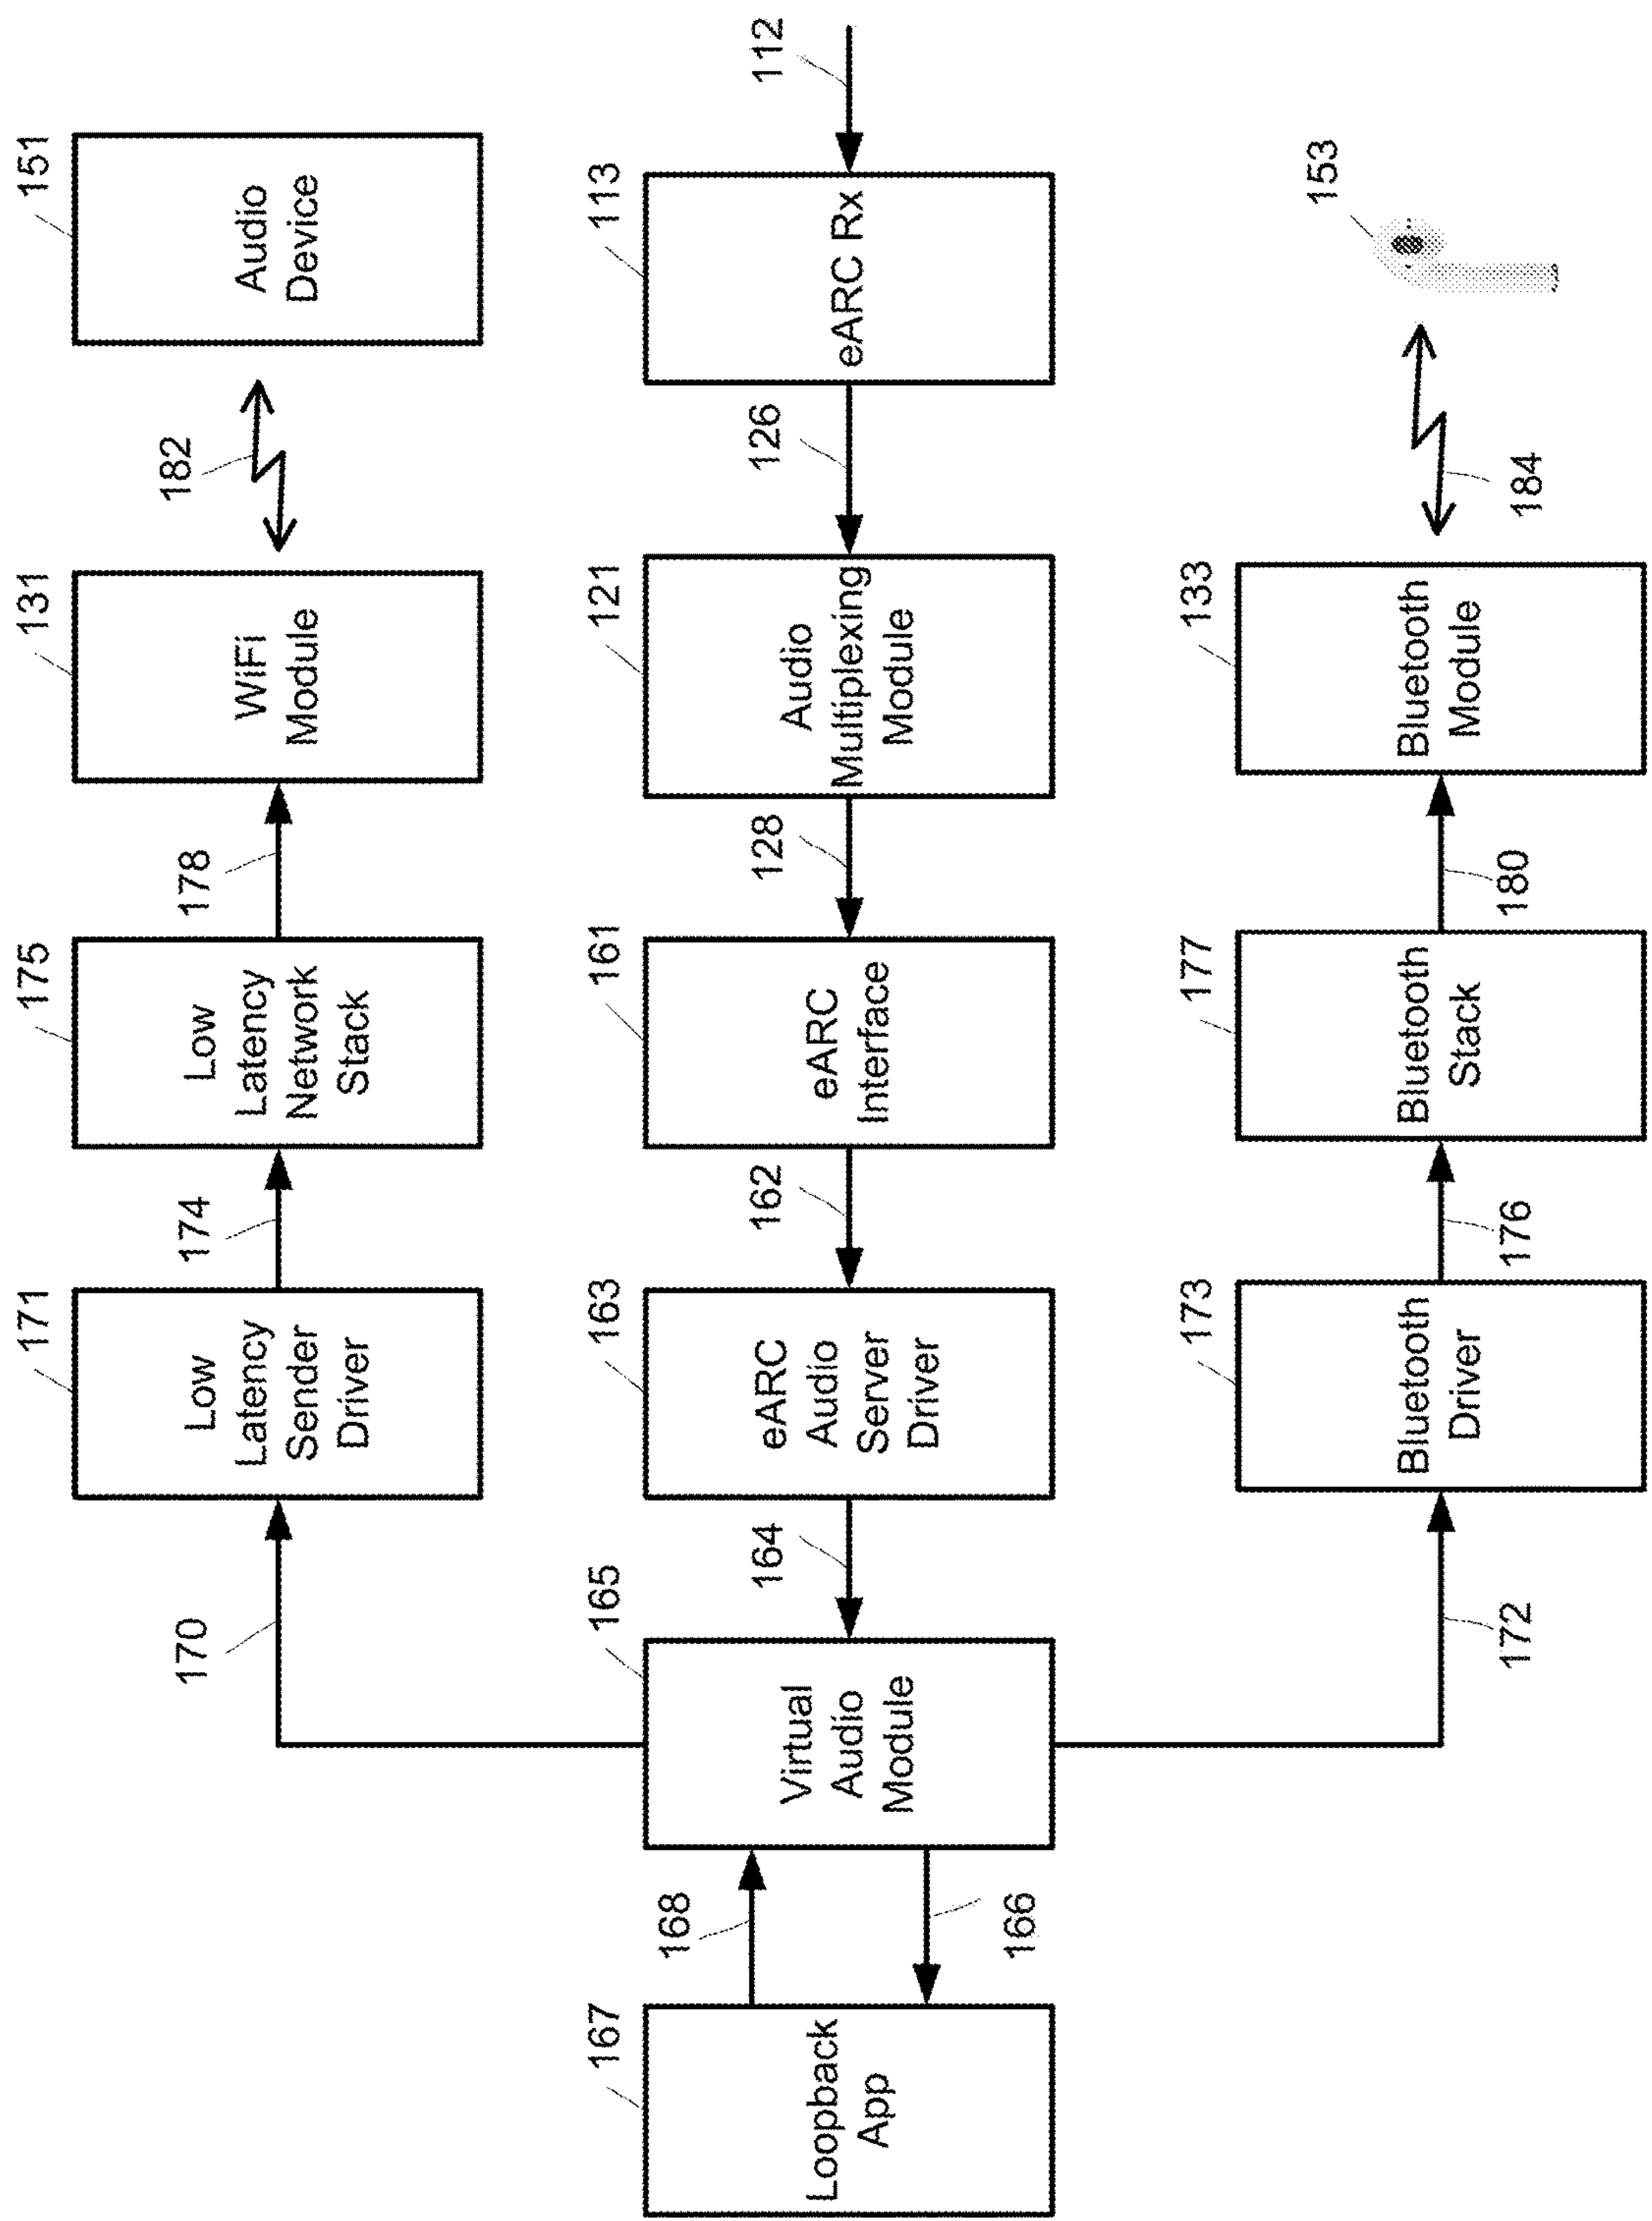 151
Audio
Device
182
131
WiFi
Module
178
175
Low
Latency
Network
Stack
174
171
Low
Latency
Sender
Driver
170
112
113
eARC Rx
126
121
Audio
Multiplexing
Module
128
161
eARC
Interface
162
163
eARC
Audio
Server
Driver
164
165
Virtual
Audio
Module
168
166
167
Loopback
App
153
184
133
Bluetooth
Module
180
177
Bluetooth
Stack
176
173
Bluetooth
Driver
172